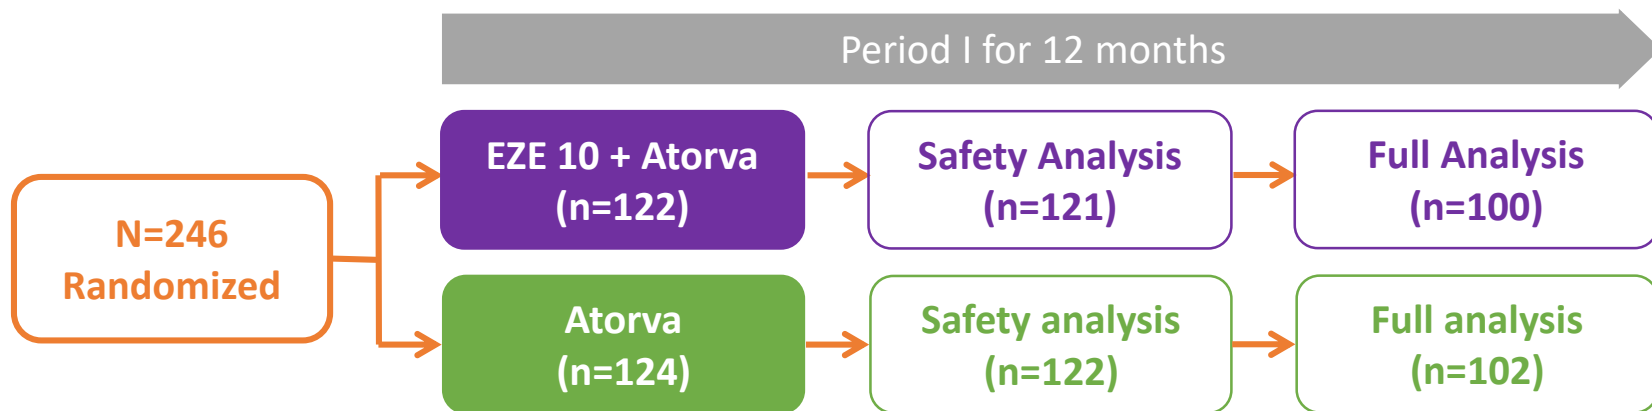 Period I for 12 months
N=246
Randomized
EZE 10 + Atorva
(n=122)
Safety Analysis
(n=121)
Full Analysis
(n=100)
Atorva
(n=124)
Safety analysis
(n=122)
Full analysis
(n=102)